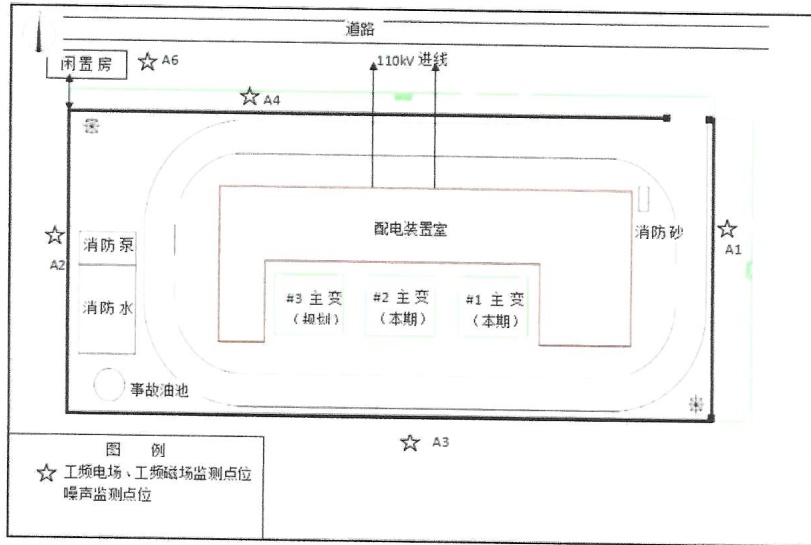 道路
闲置房
A6
110kV 进线
A4
配电装置室
消防泵
A2
消防砂
A1
消防水
#3 主 变
（规划）
#2 主 变
（本期）
#1 主 变
（本期）
事故油池
A3
图 例
工频电场、工频磁场监测点位
噪声监测点位